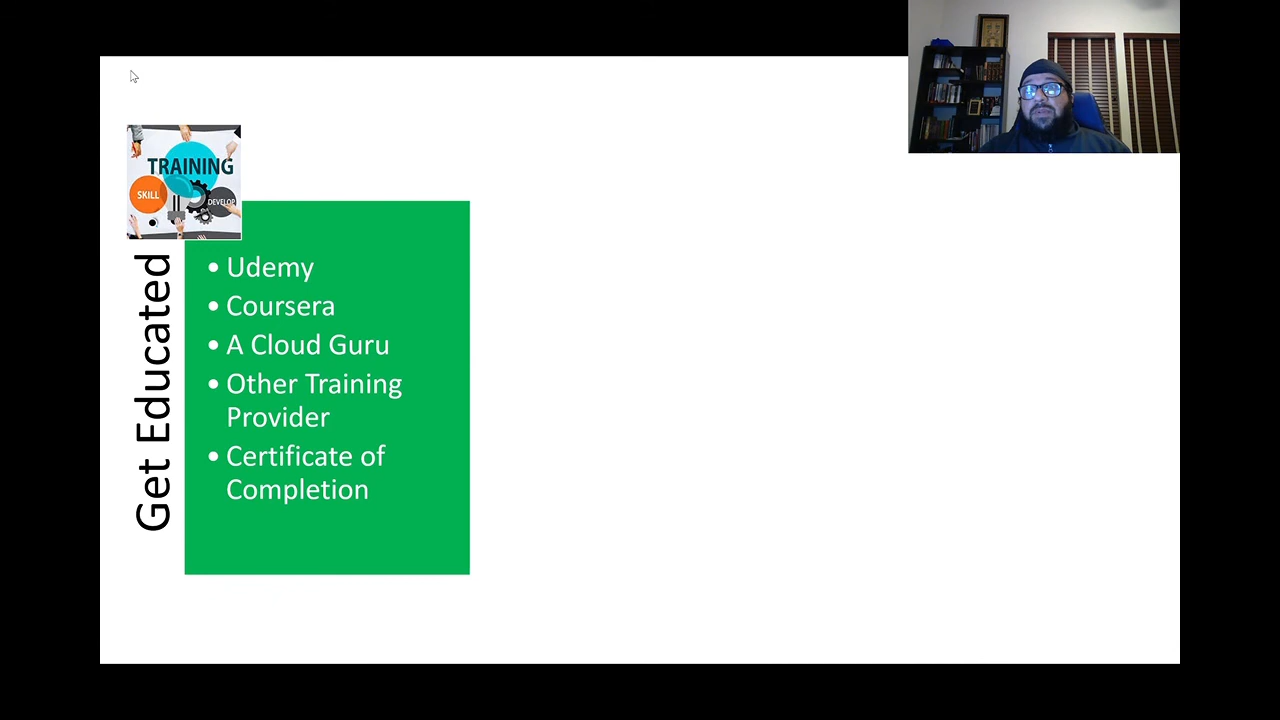 TRAINING
SKILL
DEVELOP
Get Educated
• Udemy
• Coursera
• A Cloud Guru
• Other Training
Provider
• Certificate of
Completion